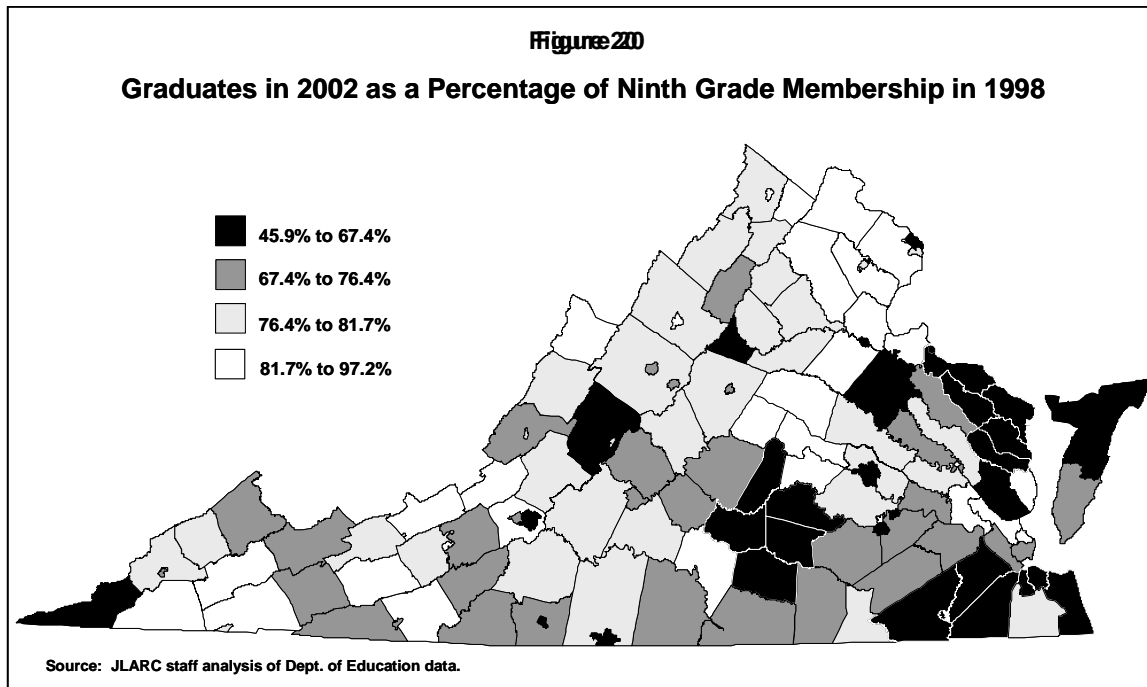 Figure 20
Graduates in 2002 as a Percentage of Ninth Grade Membership in 1998
45.9% to 67.4%
67.4% to 76.4%
76.4% to 81.7%
81.7% to 97.2%
Source: JLARC staff analysis of Dept. of Education data.